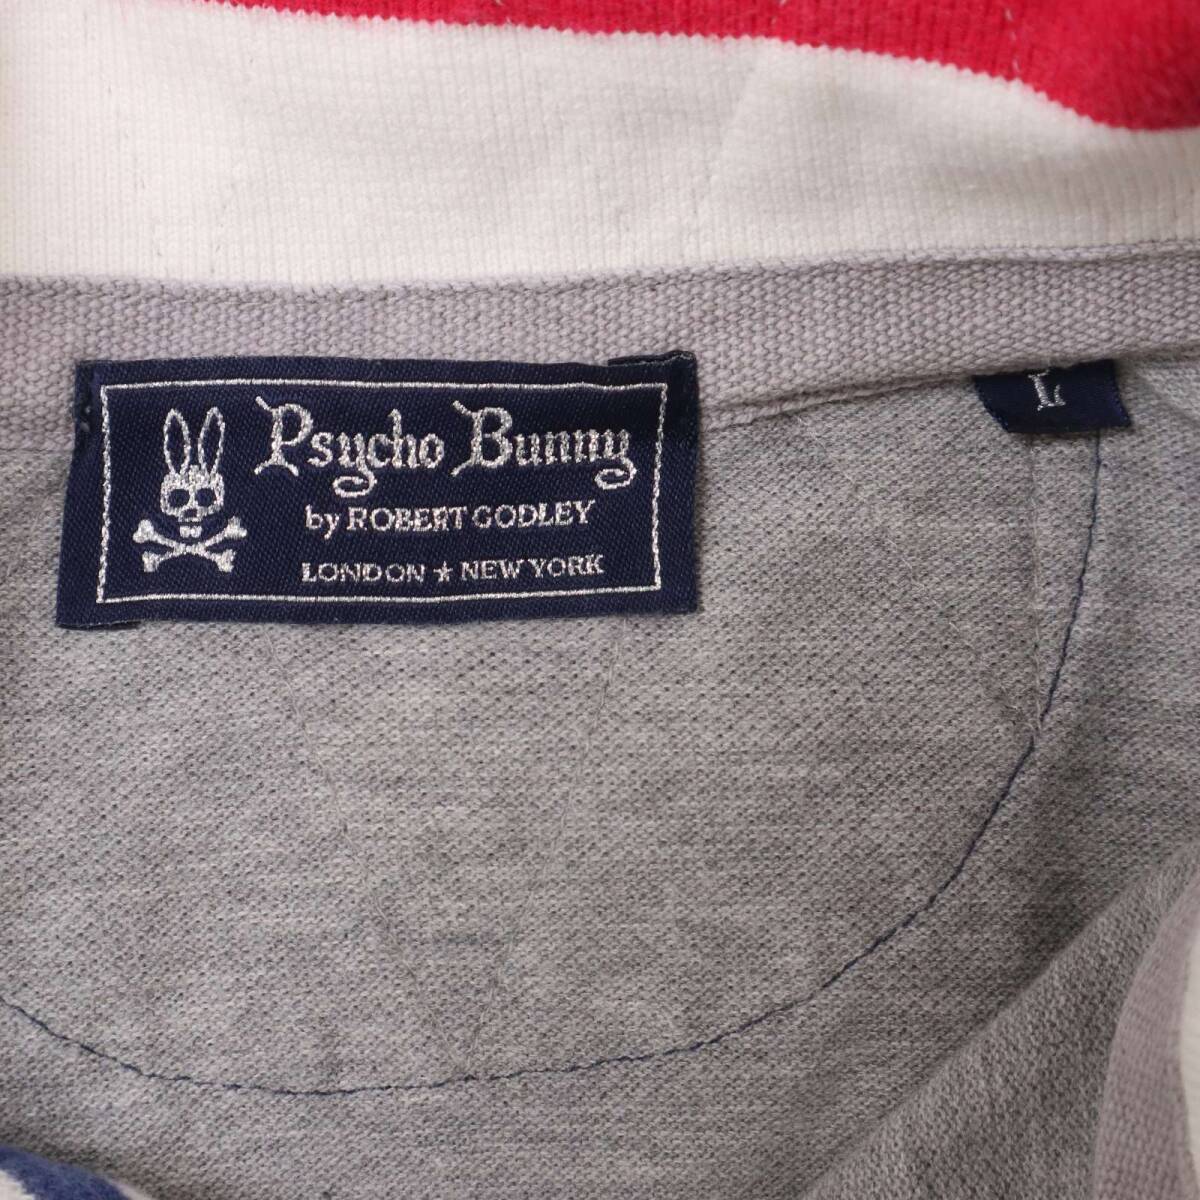 Psycho Bunny
by ROBERT GODLEY
LONDON ★ NEW YORK
L